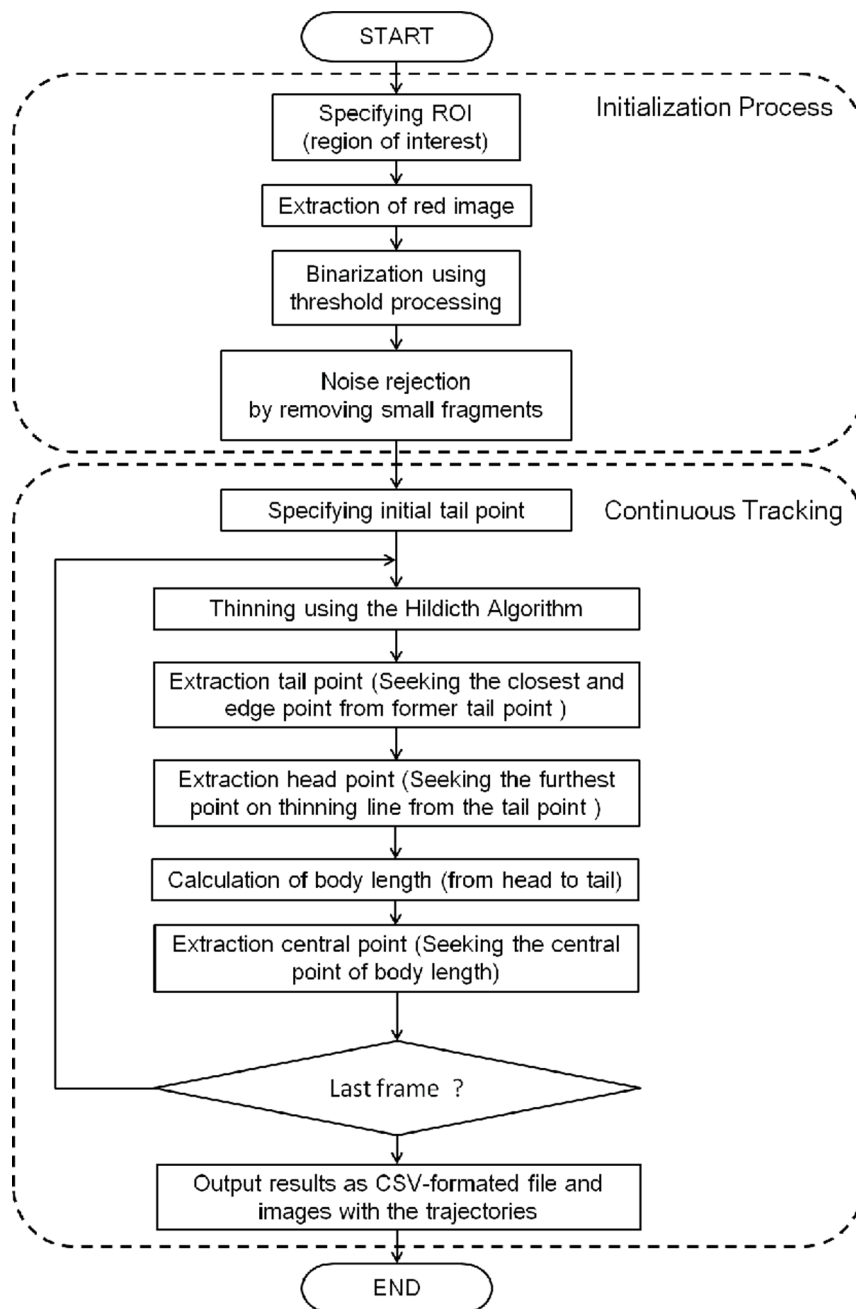 START
Initialization Process
Specifying ROI
(region of interest)
Extraction of red image
Binarization using
threshold processing
Noise rejection
by removing small fragments
Specifying initial tail point
Continuous Tracking
Thinning using the Hildicth Algorithm
Extraction tail point (Seeking the closest and
edge point from former tail point )
Extraction head point (Seeking the furthest
point on thinning line from the tail point )
Calculation of body length (from head to tail)
Extraction central point (Seeking the central
point of body length)
Last frame ?
Output results as CSV-formated file and
images with the trajectories
END